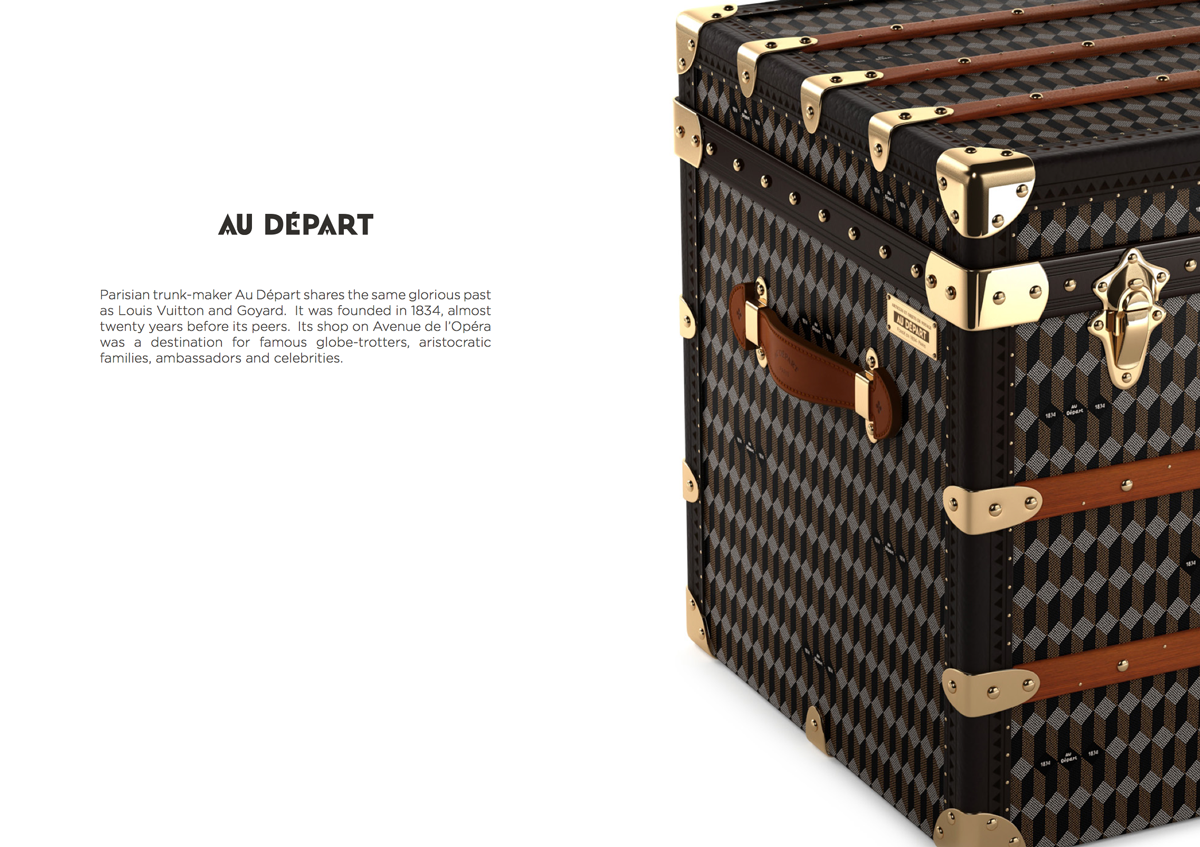 AU DÉPART
Parisian trunk-maker Au Départ shares the same glorious past
as Louis Vuitton and Goyard. It was founded in 1834, almost
twenty years before its peers. Its shop on Avenue de l'Opéra
was a destination for famous globe-trotters, aristocratic
families, ambassadors and celebrities.
AU DEPART
1834 AU Départ 1834
1834
1834 AU Départ 1834